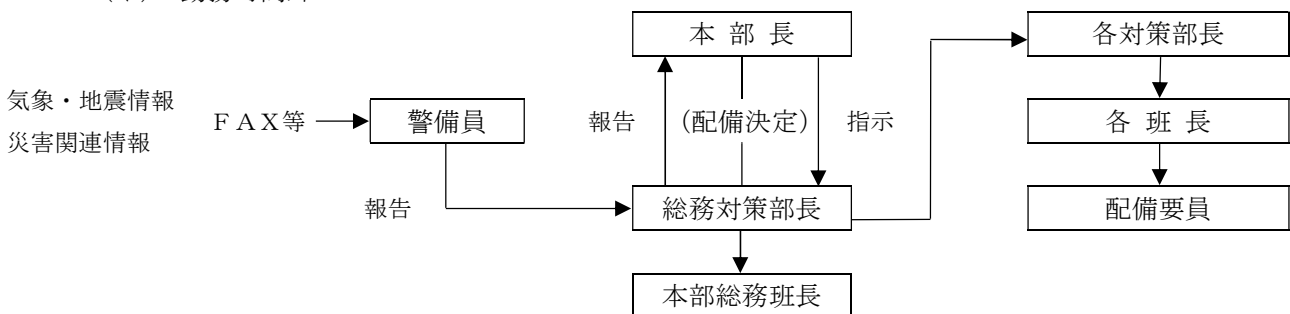 本 部 長
各対策部長
気象・地震情報
災害関連情報
ＦＡＸ等
警備員
報告
(配備決定)
指示
各 班 長
報告
総務対策部長
配備要員
本部総務班長